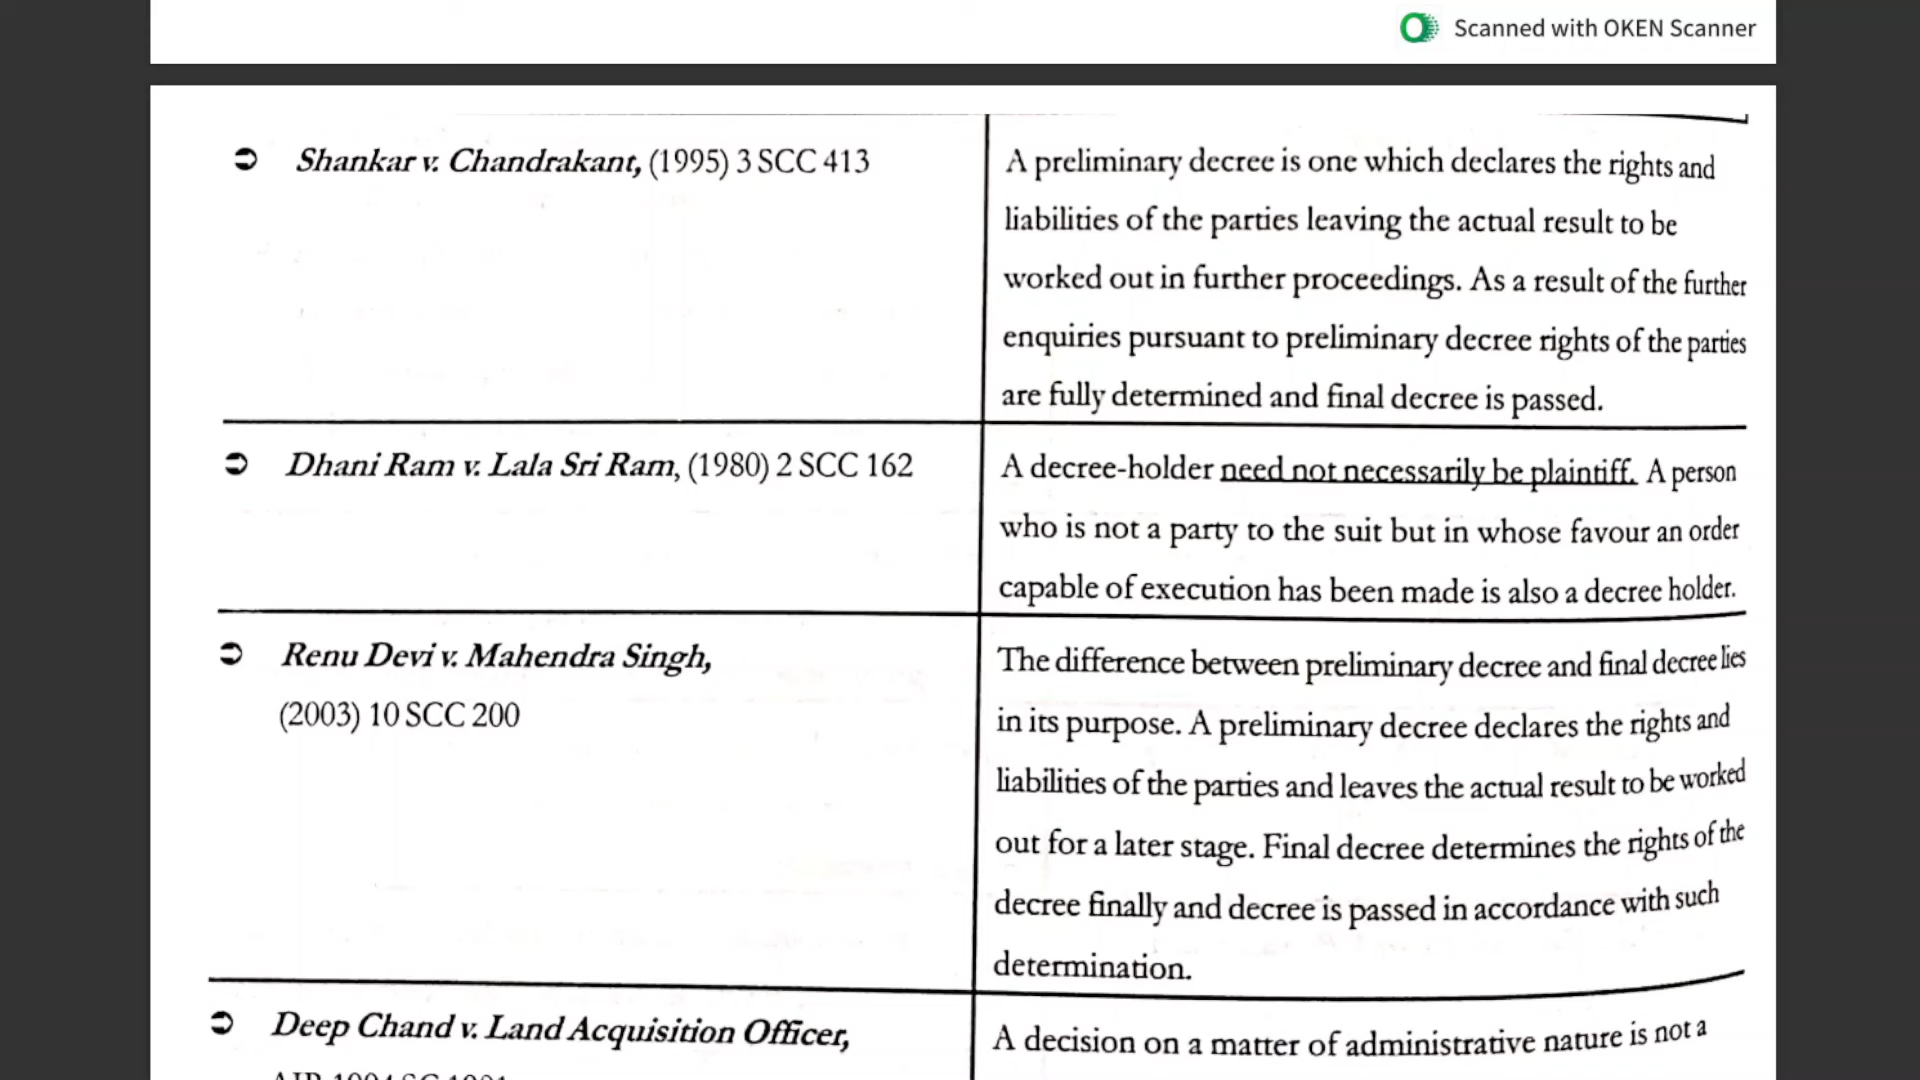 Scanned with OKEN Scanner
➲ Shankar v. Chandrakant, (1995) 3 SCC 413
A preliminary decree is one which declares the rights and
liabilities of the parties leaving the actual result to be
worked out in further proceedings. As a result of the further
enquiries pursuant to preliminary decree rights of the parties
are fully determined and final decree is passed.
➲ Dhani Ram v. Lala Sri Ram, (1980) 2 SCC 162
A decree-holder need not necessarily be plaintiff. A person
who is not a party to the suit but in whose favour an order
capable of execution has been made is also a decree holder.
➲ Renu Devi v. Mahendra Singh,
(2003) 10 SCC 200
The difference between preliminary decree and final decree lies
in its purpose. A preliminary decree declares the rights and
liabilities of the parties and leaves the actual result to be worked
out for a later stage. Final decree determines the rights of the
decree finally and decree is passed in accordance with such
determination.
➲ Deep Chand v. Land Acquisition Officer,
A decision on a matter of administrative nature is not a